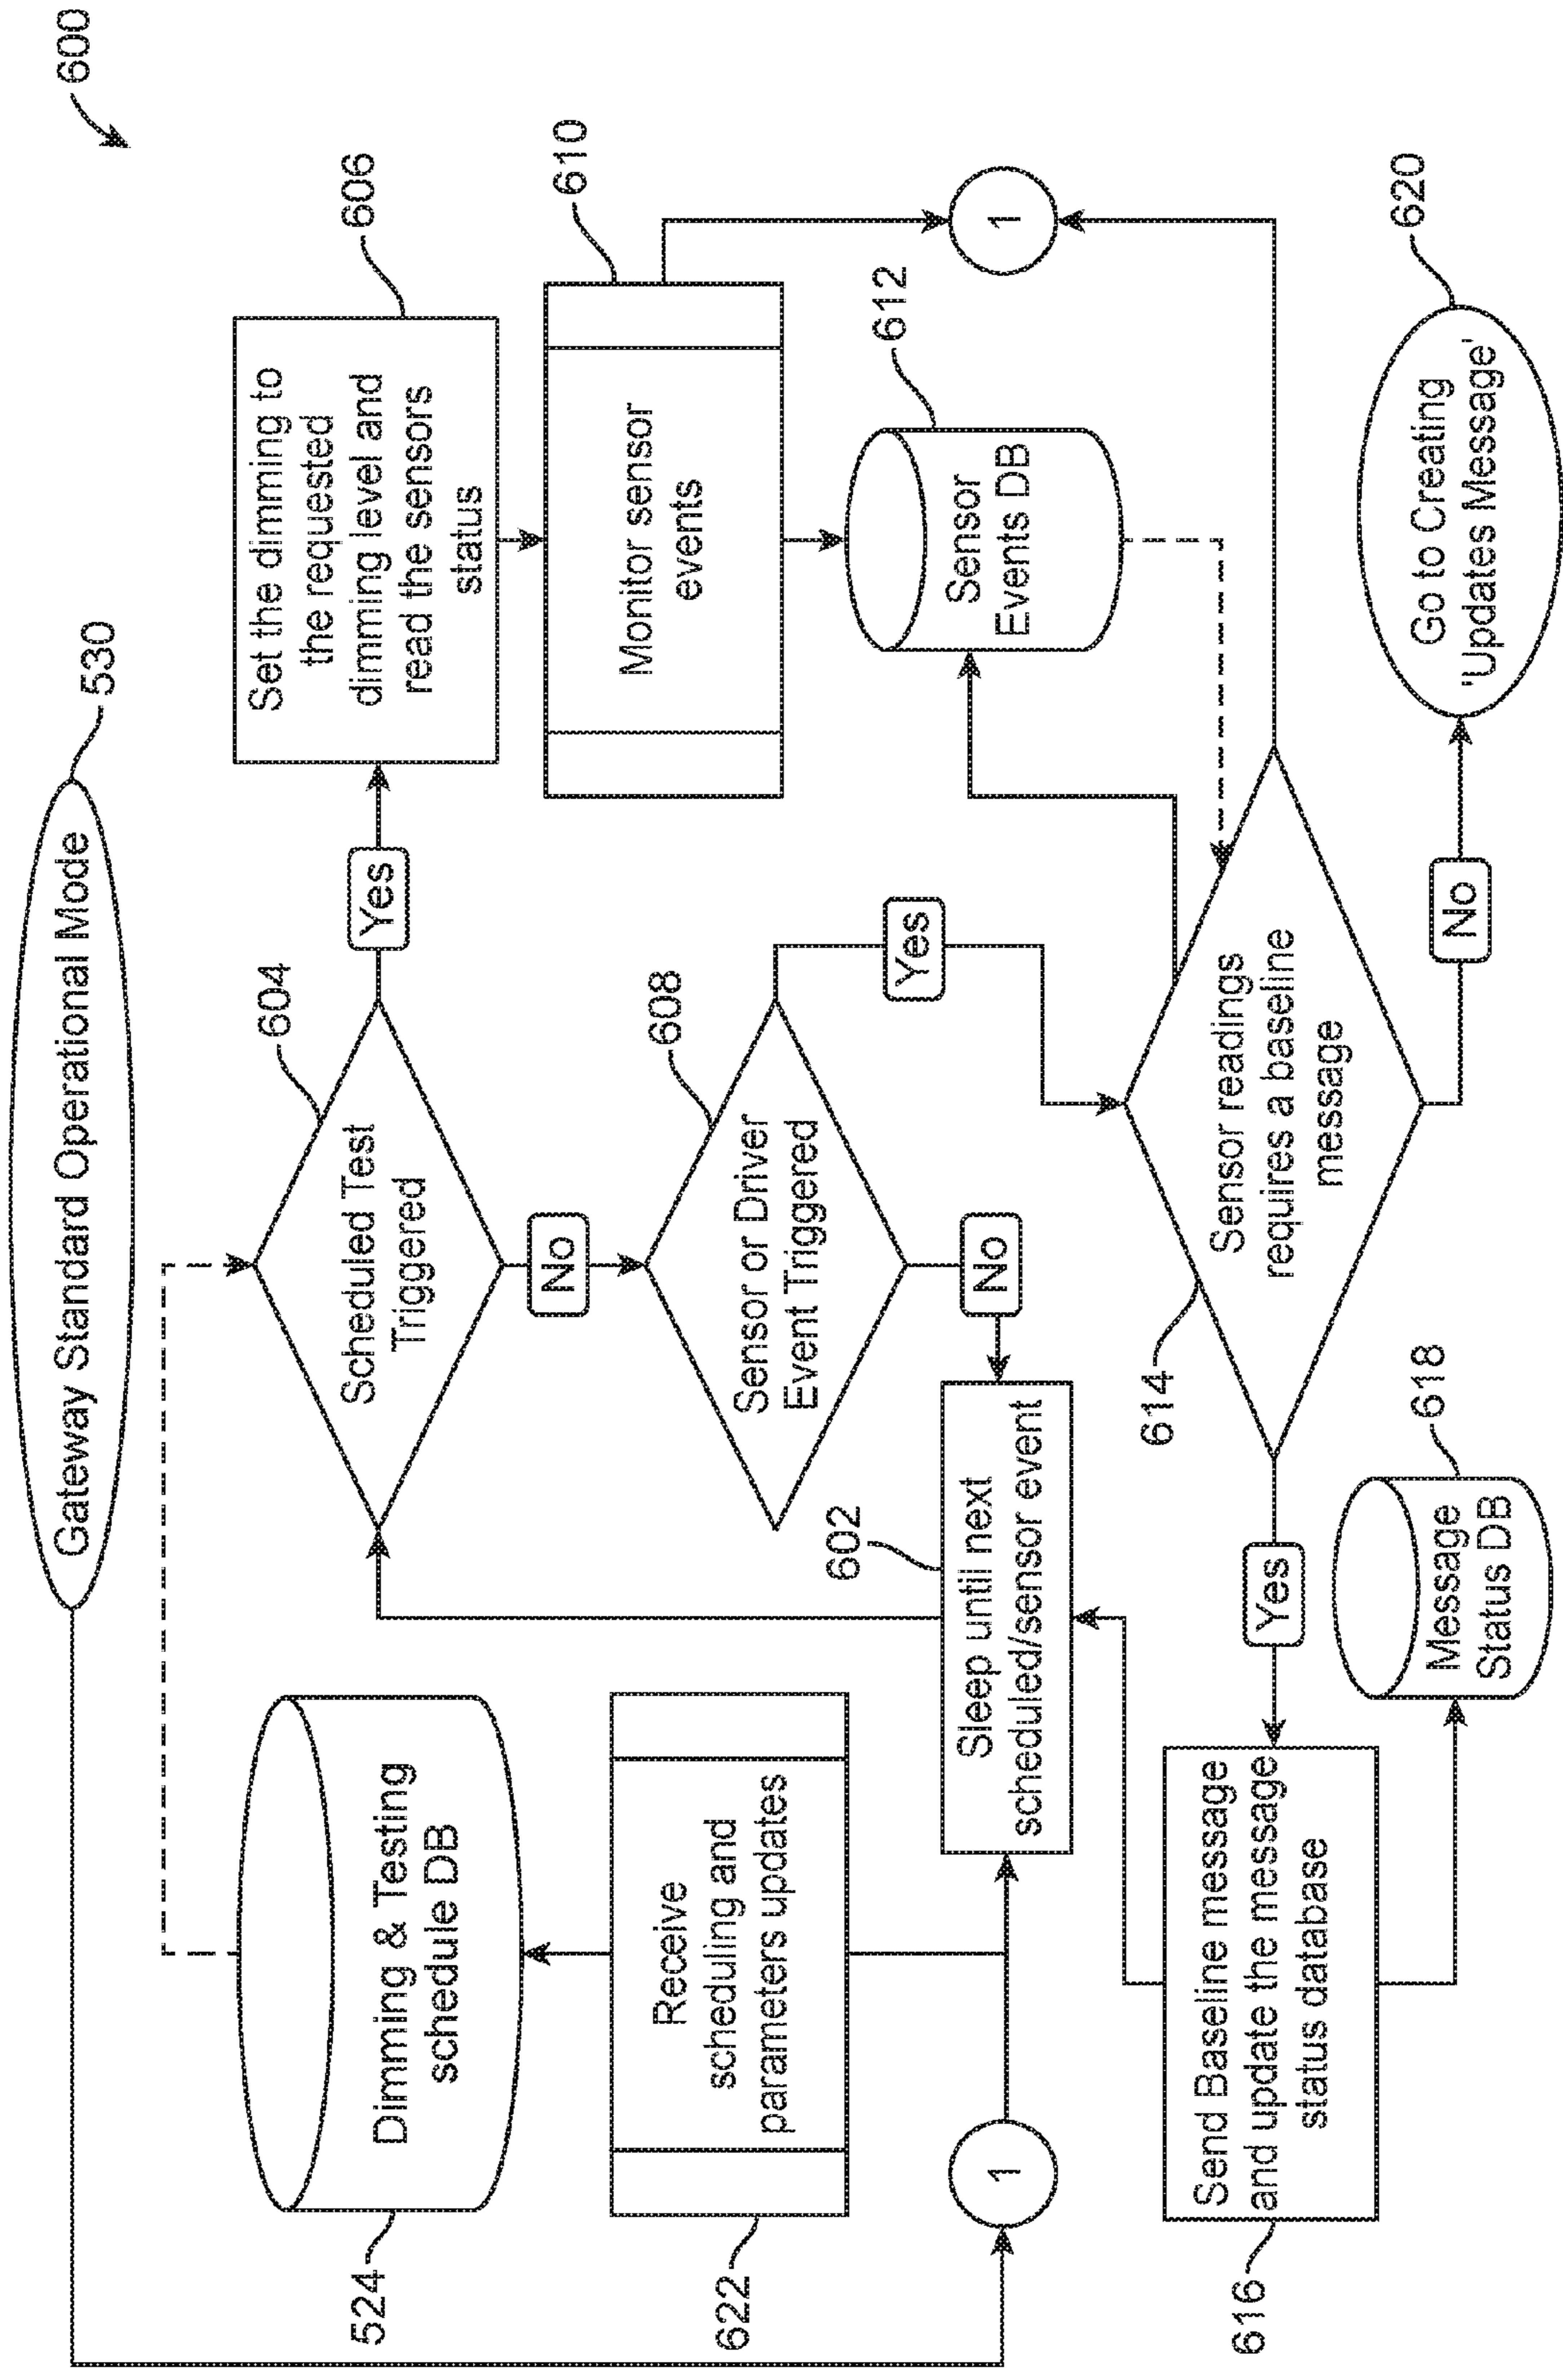 600
Gateway Standard Operational Mode
530
524
Dimming & Testing
schedule DB
604
Scheduled Test
Triggered
Yes
606
Set the dimming to
the requested
dimming level and
read the sensors
status
622
Receive
scheduling and
parameters updates
No
608
Sensor or Driver
Event Triggered
610
Monitor sensor
events
Yes
1
602
Sleep until next
scheduled/sensor event
No
612
Sensor
Events DB
1
616
Send Baseline message
and update the message
status database
Yes
614
Sensor readings
requires a baseline
message
618
Message
Status DB
No
620
Go to Creating
'Updates Message'